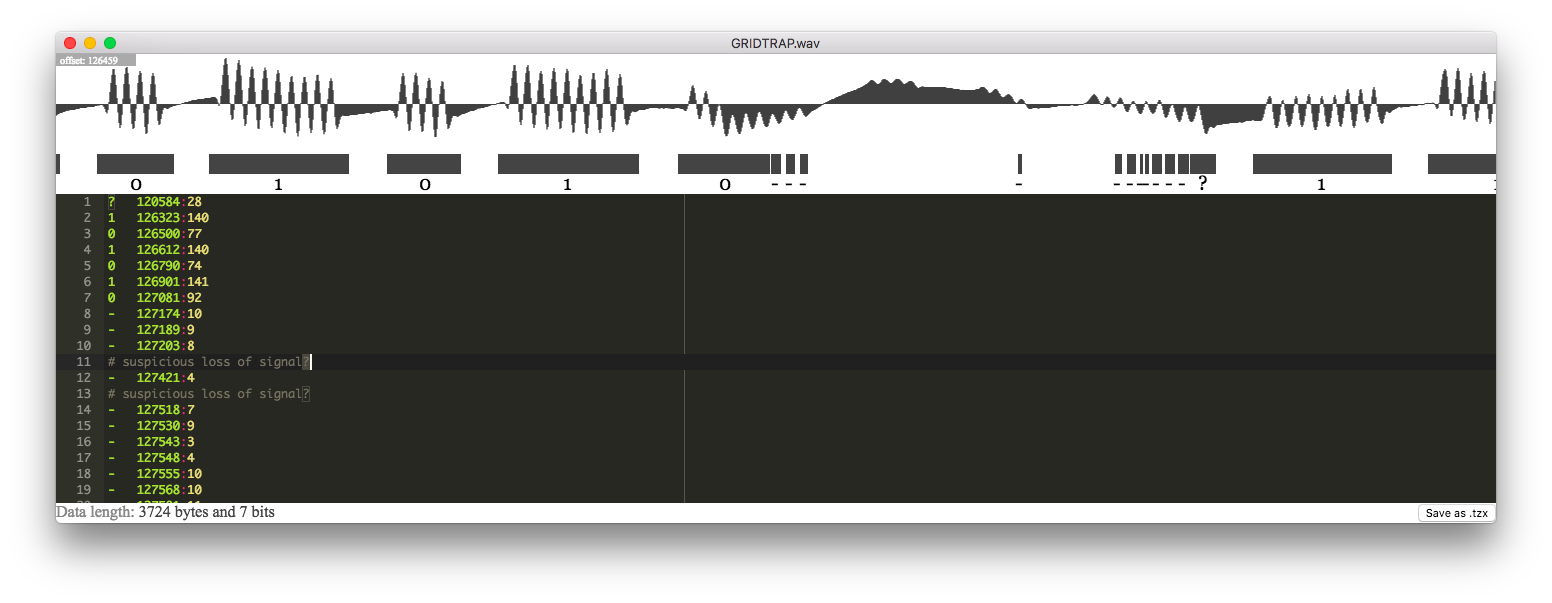 GRIDTRAP.wav
offset: 126459
0 1 0 1 0 - - - - - - - - - - - ? 1 1
1 ? 120584:28
2 1 126323:140
3 0 126500:77
4 1 126612:140
5 0 126790:74
6 1 126901:141
7 0 127081:92
8 - 127174:10
9 - 127189:9
10 - 127203:8
11 # suspicious loss of signal?
12 - 127421:4
13 # suspicious loss of signal?
14 - 127518:7
15 - 127530:9
16 - 127543:3
17 - 127548:4
18 - 127555:10
19 - 127568:10
Data length: 3724 bytes and 7 bits
Save as .tzx